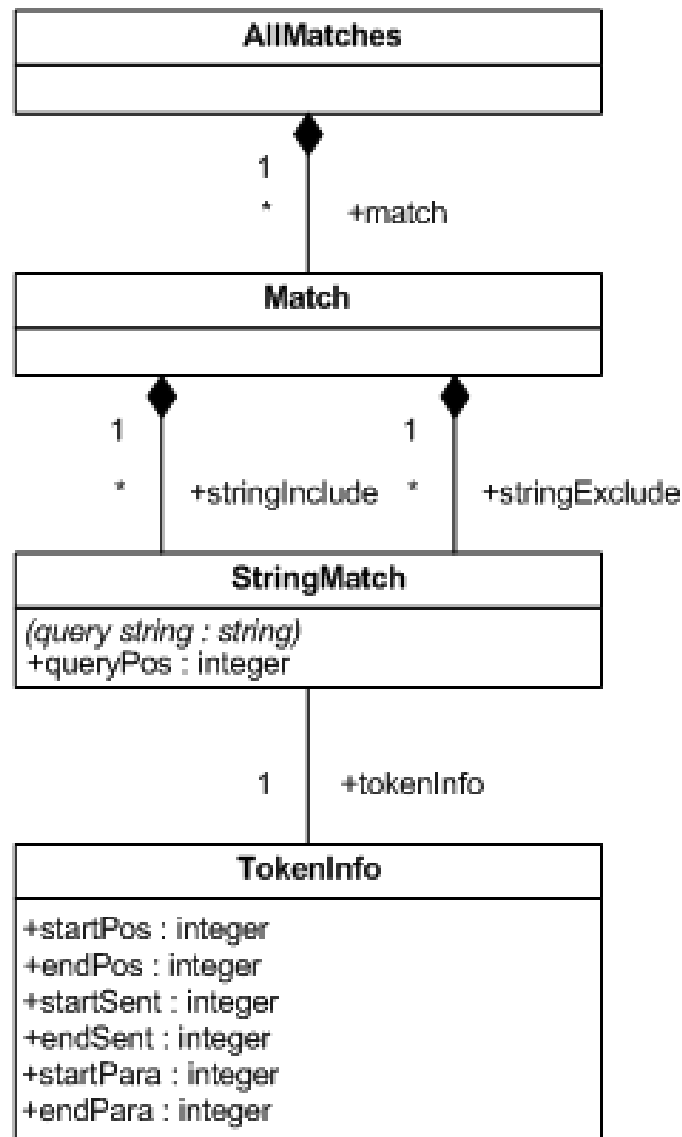 AllMatches
1
* +match
Match
1 1
* +stringInclude * +stringExclude
StringMatch
(query string : string)
+queryPos : integer
1 +tokenInfo
TokenInfo
+startPos : integer
+endPos : integer
+startSent : integer
+endSent : integer
+startPara : integer
+endPara : integer